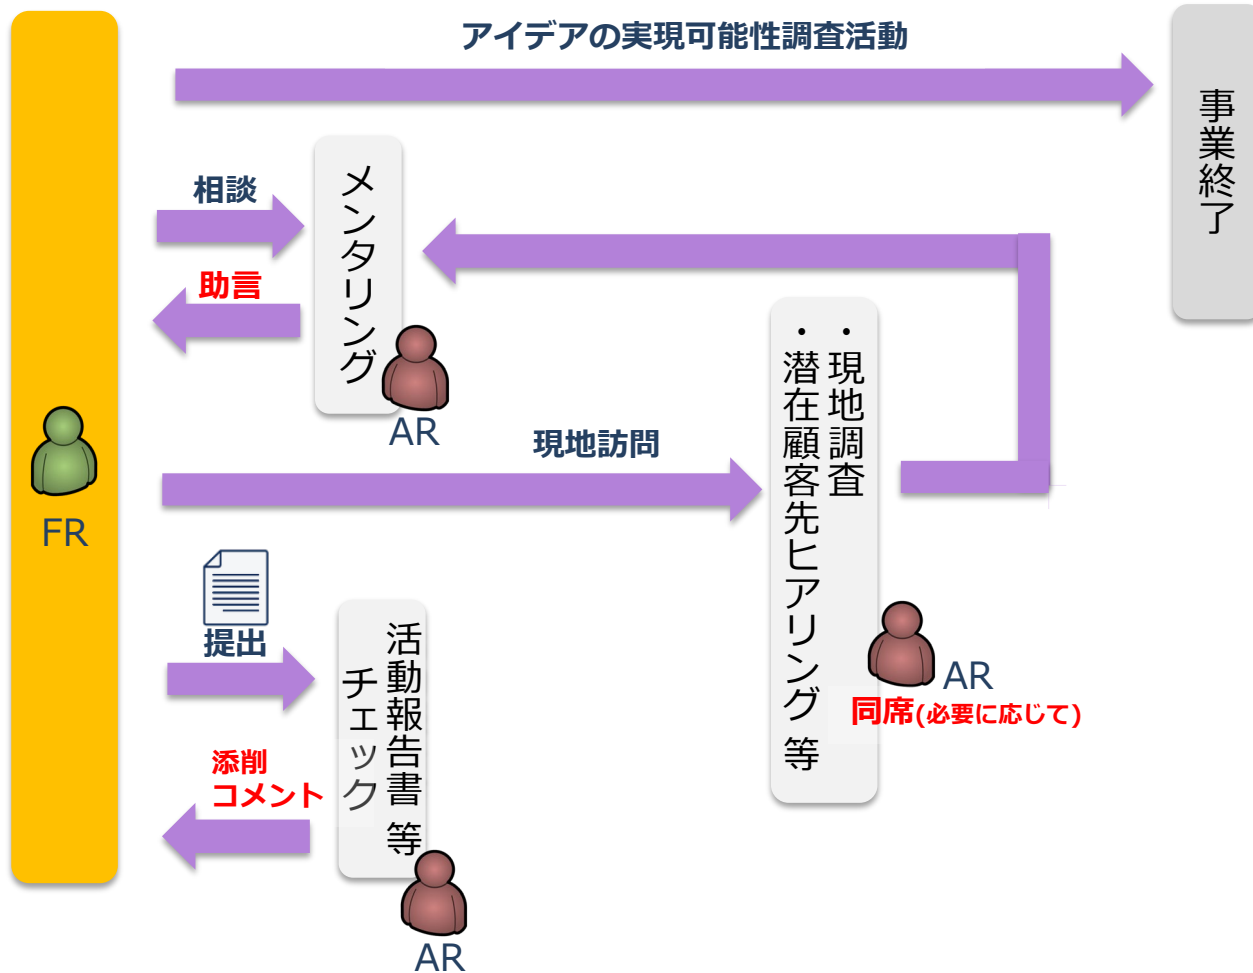 アイデアの実現可能性調査活動
事業終了
相談
メンタリング
助言
AR
FR
現地訪問
・現地調査
・潜在顧客先ヒアリング 等
AR
同席(必要に応じて)
提出
活動報告書 等
チェック
添削
コメント
AR